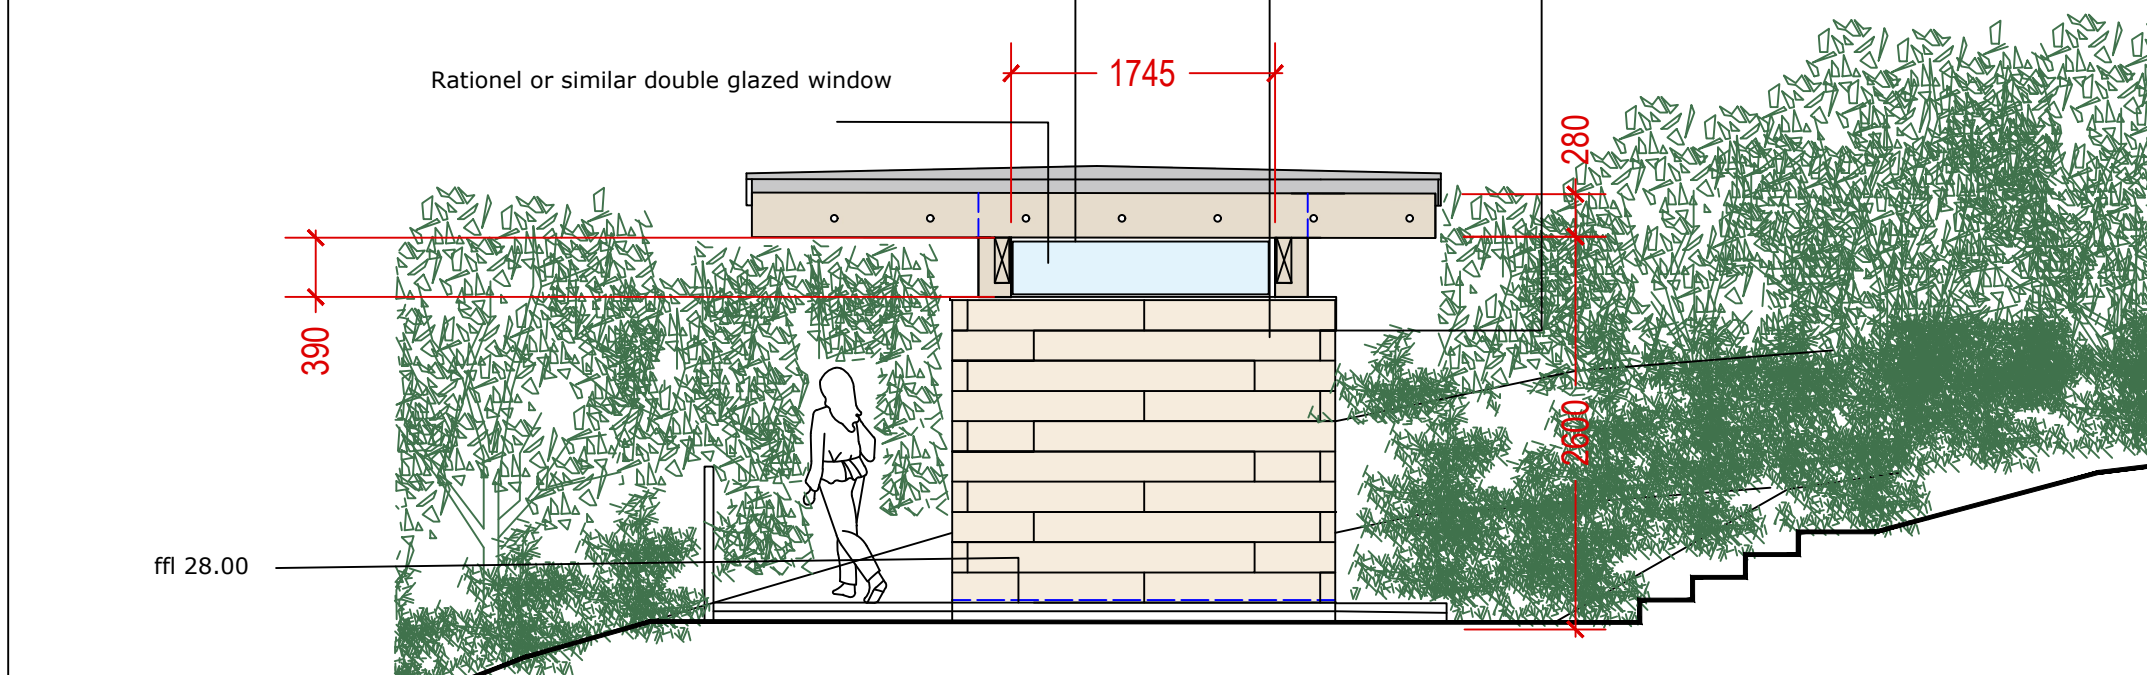 Rationel or similar double glazed window
1745
280
390
2600
ffl 28.00